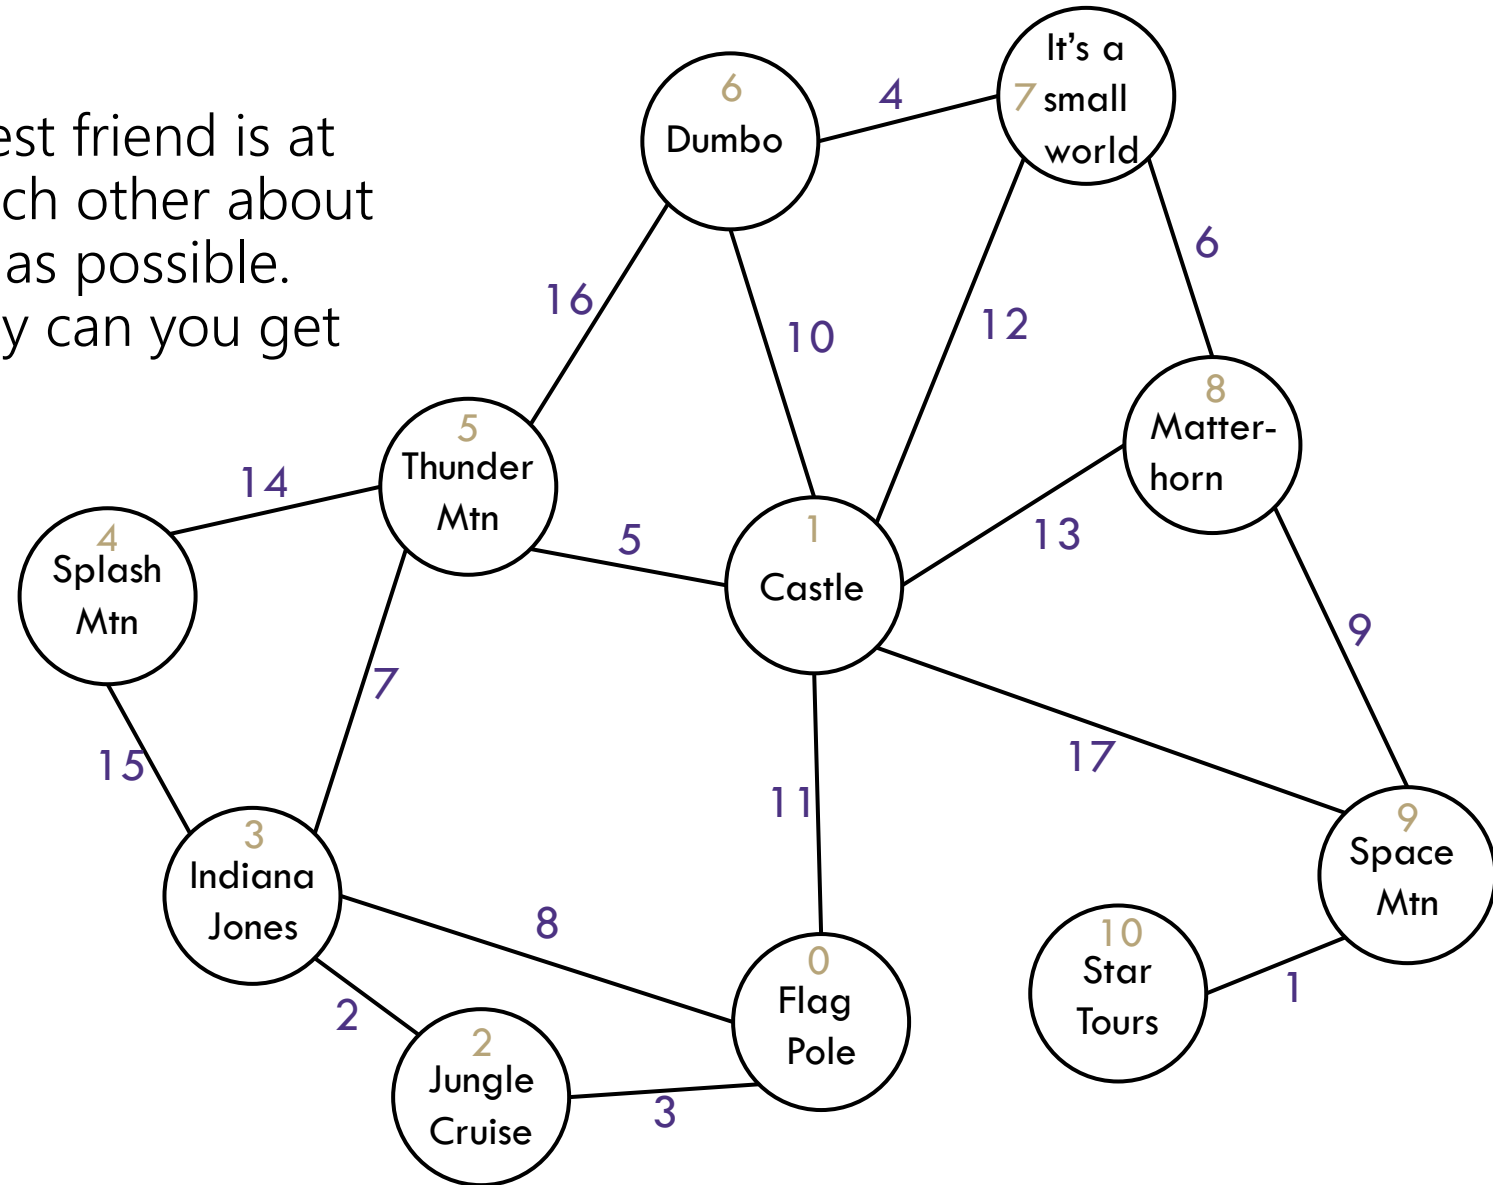 est friend is at
ch other about
as possible.
y can you get
6
Dumbo
4
It's a
7 small
world
6
16
10
12
8
Matter-
horn
5
Thunder
Mtn
14
4
Splash
Mtn
5
1
Castle
13
9
7
15
17
11
3
Indiana
Jones
9
Space
Mtn
8
0
Flag
Pole
10
Star
Tours
1
2
2
Jungle
Cruise
3